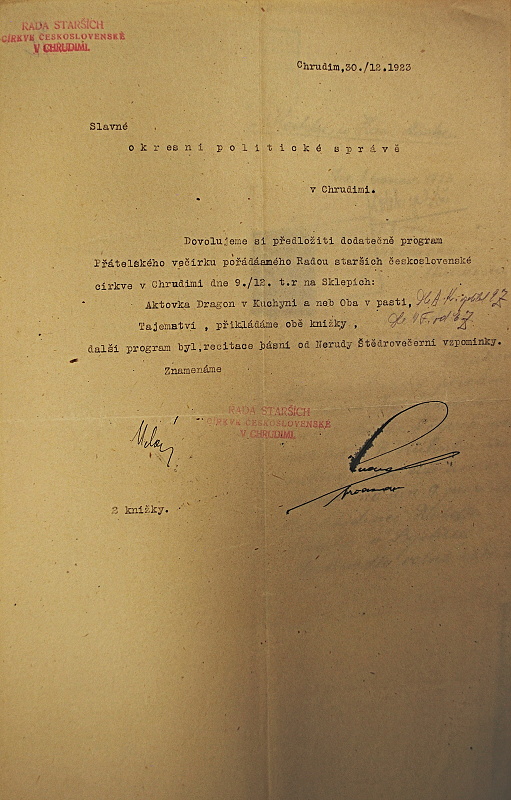 RADA STARŠÍCH
CÍRKVE ČESKOSLOVENSKÉ
V CHRUDIMI.
Chrudim,30./12.1923
Slavné
okresní politické správě
v Chrudimi.
Dovolujeme si předložiti dodatečně program
Přátelského večírku pořádaného Radou starších československé
církve v Chrudimi dne 9./12. t.r na Sklepích:
Aktovka Dragon v Kuchyni a neb Oba v pasti,
Tajemství , přikládáme obě knížky ,
další program byl,recitace básní od Nerudy Štědrovečerní vzpomínky.
Znamenáme
RADA STARŠÍCH
CÍRKVE ČESKOSLOVENSKÉ
V CHRUDIMI.
2 knížky.